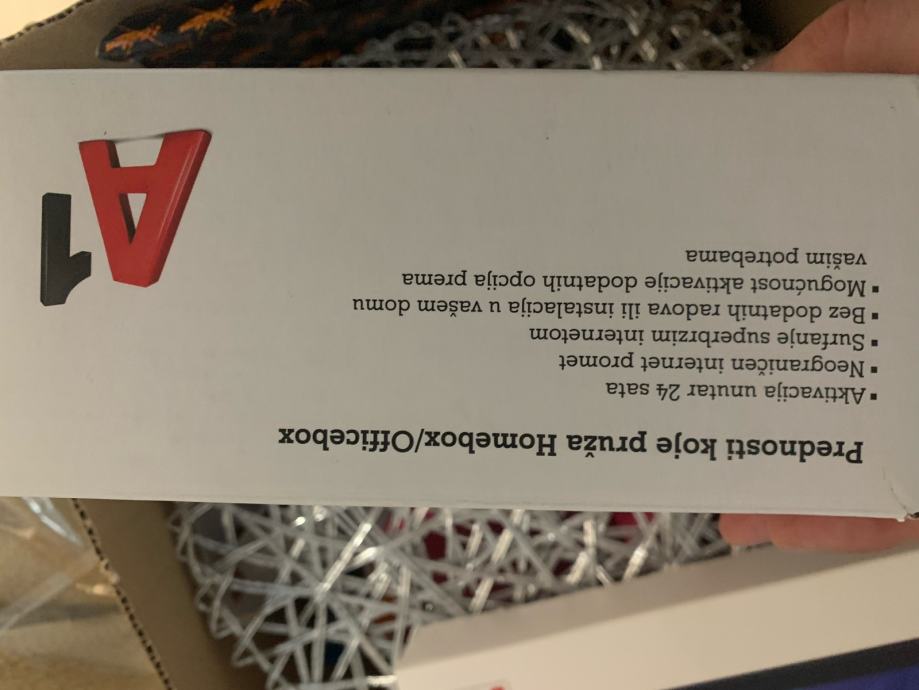 Prednosti koje pruža Homebox/Officebox
▪ Aktivacija unutar 24 sata
▪ Neograničen internet promet
▪ Surfanje superbrzim internetom
▪ Bez dodatnih radova ili instalacija u vašem domu
▪ Mogućnost aktivacije dodatnih opcija prema
vašim potrebama
A1